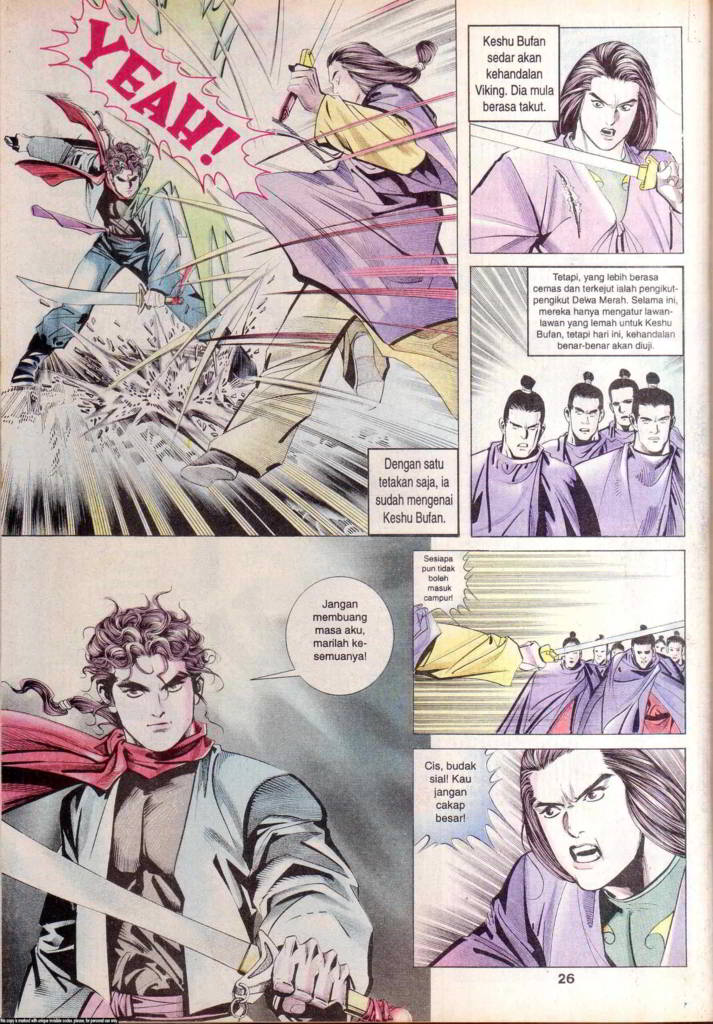 YEAH!
Dengan satu
tetakan saja, ia
sudah mengenai
Keshu Bufan.
Keshu Bufan
sedar akan
kehandalan
Viking. Dia mula
berasa takut.
Tetapi, yang lebih berasa
cemas dan terkejut ialah pengikut-
pengikut Dewa Merah. Selama ini,
mereka hanya mengatur lawan-
lawan yang lemah untuk Keshu
Bufan, tetapi hari ini, kehandalan
benar-benar akan diuji.
Jangan
membuang
masa aku,
marilah ke-
semuanya!
Sesiapa
pun tidak
boleh
masuk
campur!
Cis, budak
sial! Kau
jangan
cakap
besar!
26